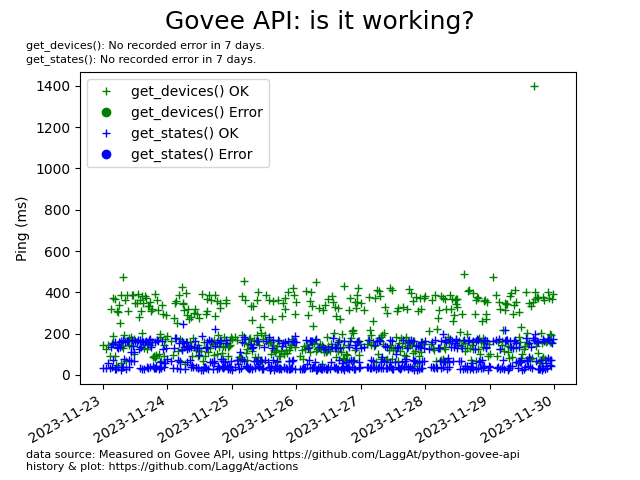 Govee API: is it working?
get_devices(): No recorded error in 7 days.
get_states(): No recorded error in 7 days.
1400
1200
1000
800
600
400
200
0
Ping (ms)
get_devices() OK
get_devices() Error
get_states() OK
get_states() Error
2023-11-23
2023-11-24
2023-11-25
2023-11-26
2023-11-27
2023-11-28
2023-11-29
2023-11-30
data source: Measured on Govee API, using https://github.com/LaggAt/python-govee-api
history & plot: https://github.com/LaggAt/actions